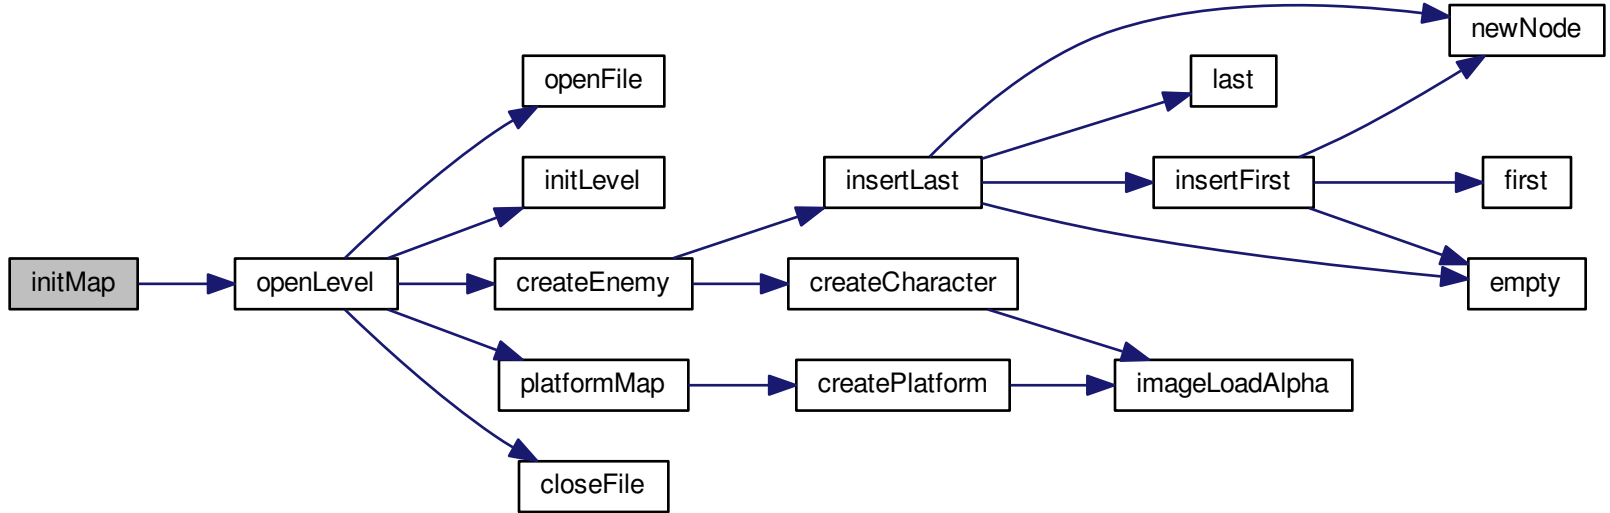 newNode
openFile
last
initLevel
insertLast
insertFirst
first
initMap
openLevel
createEnemy
createCharacter
empty
platformMap
createPlatform
imageLoadAlpha
closeFile